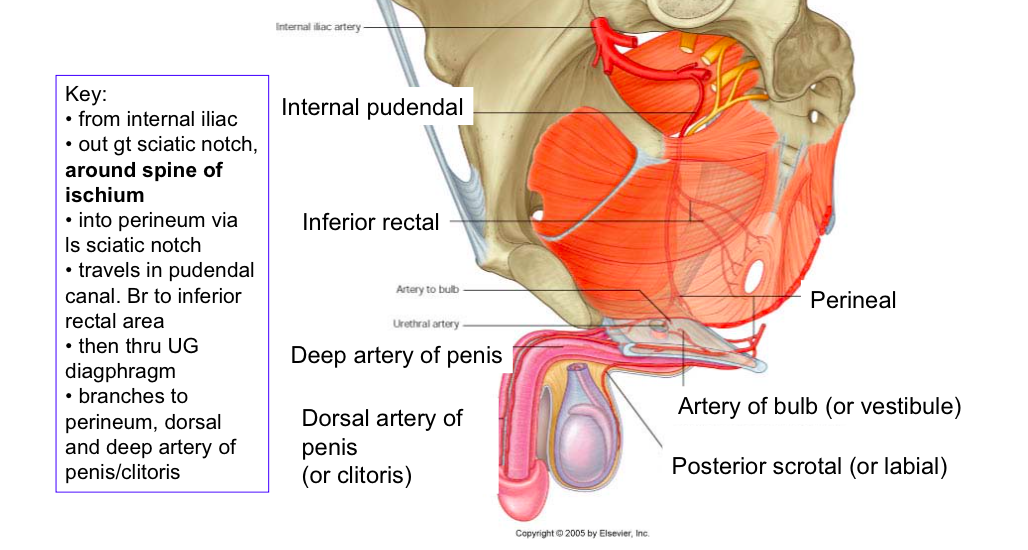 Internal iliac artery
Key:
• from internal iliac
• out gt sciatic notch,
around spine of
ischium
• into perineum via
ls sciatic notch
• travels in pudendal
canal. Br to inferior
rectal area
• then thru UG
diagphragm
• branches to
perineum, dorsal
and deep artery of
penis/clitoris
Internal pudendal
Inferior rectal
Artery to bulb
Perineal
Urethral artery
Deep artery of penis
Dorsal artery of
penis
(or clitoris)
Artery of bulb (or vestibule)
Posterior scrotal (or labial)
Copyright © 2005 by Elsevier, Inc.